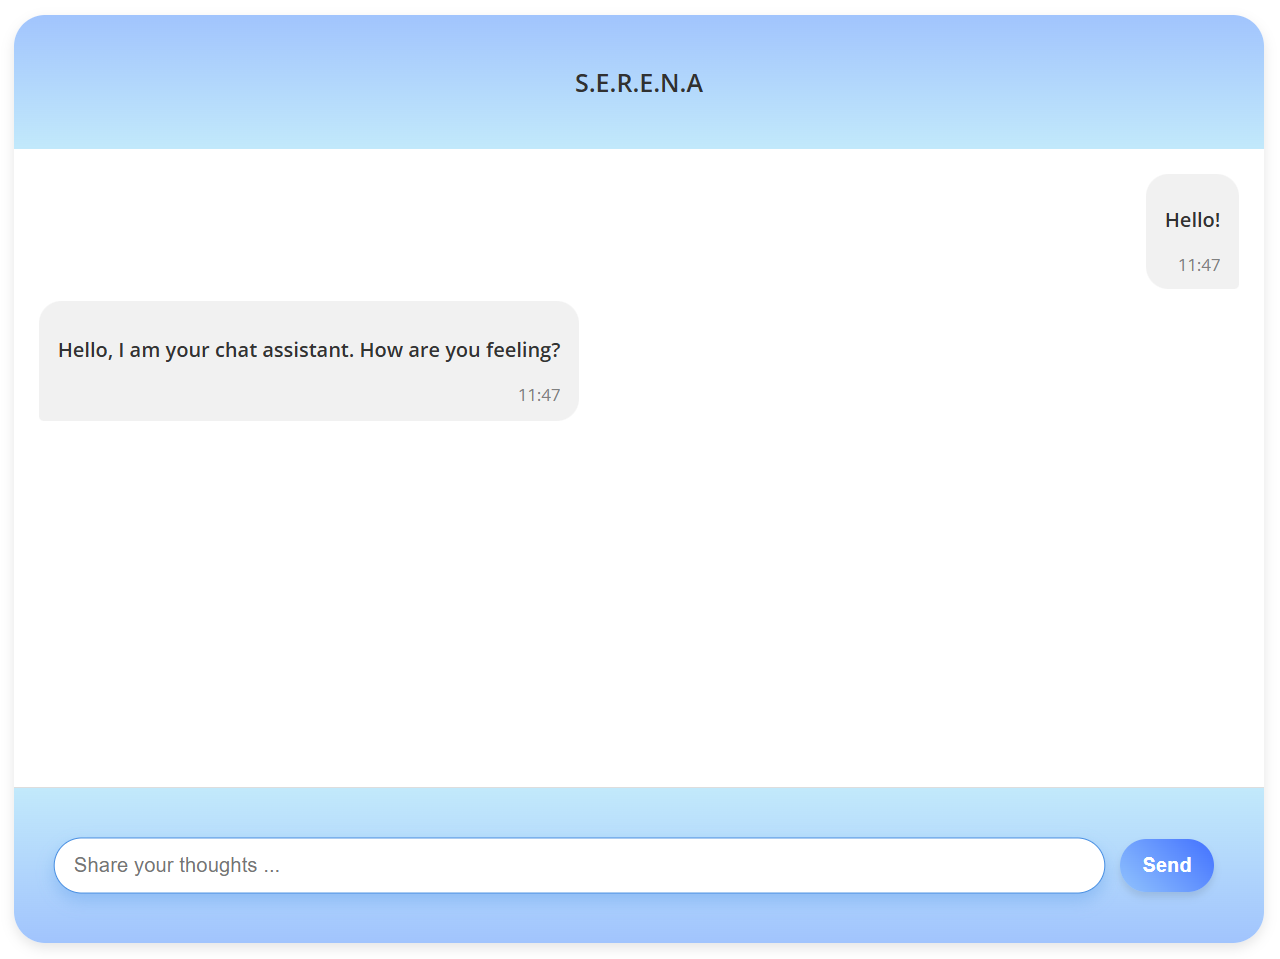 S.E.R.E.N.A
Hello!
11:47
Hello, I am your chat assistant. How are you feeling?
11:47
Share your thoughts ...
Send